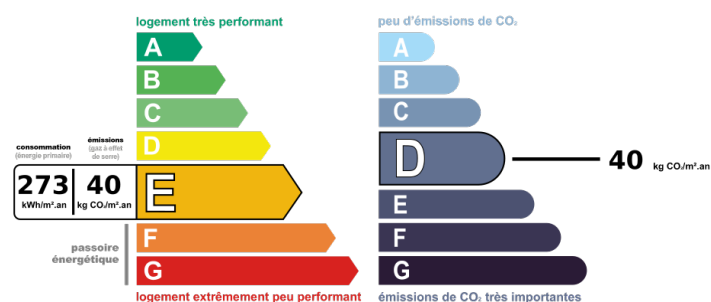 logement très performant
A
B
C
D
consommation
(énergie primaire)
émissions
(gaz à effet
de serre)
273
kWh/m².an
40
kg CO₂/m².an
E
F
G
passoire
énergétique
logement extrêmement peu performant
peu d'émissions de CO₂
A
B
C
D
40
kg CO₂/m².an
E
F
G
émissions de CO₂ très importantes